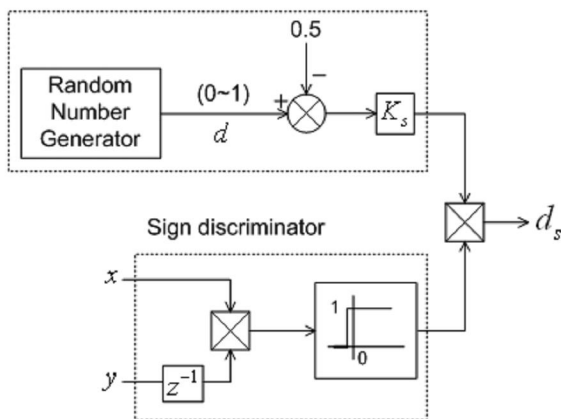 0.5
Random
Number
Generator
(0~1)
+
−
d
K_s
d_s
Sign discriminator
x
y
z^{-1}
1
0